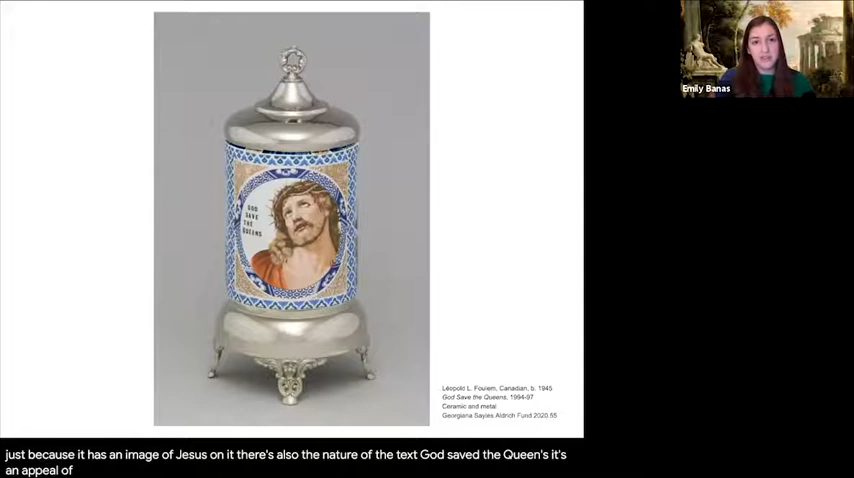 Emily Banas
GOD
SAVE
THE
QUEENS
Léopold L. Foulem, Canadian, b. 1945
God Save the Queens, 1994-97
Ceramic and metal
Georgiana Sayles Aldrich Fund 2020.55
just because it has an image of Jesus on it there's also the nature of the text God saved the Queen's it's
an appeal of